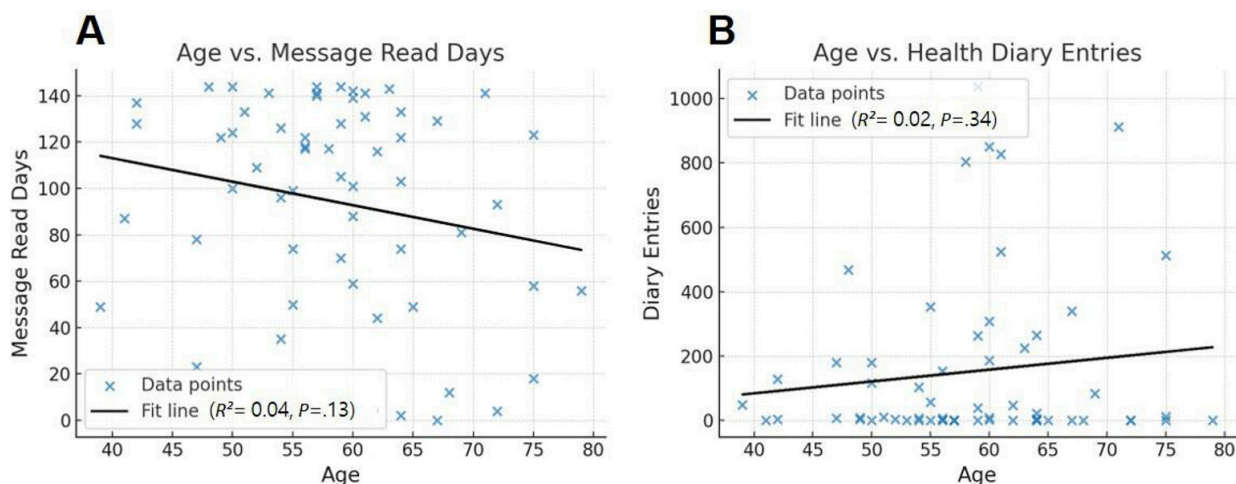 A
Age vs. Message Read Days
Message Read Days
140
120
100
80
60
40
20
0
Data points
Fit line (R²= 0.04, P=.13)
40 45 50 55 60 65 70 75 80
Age
B
Age vs. Health Diary Entries
Diary Entries
Data points
Fit line (R²= 0.02, P=.34)
1000
800
600
400
200
0
40 45 50 55 60 65 70 75 80
Age